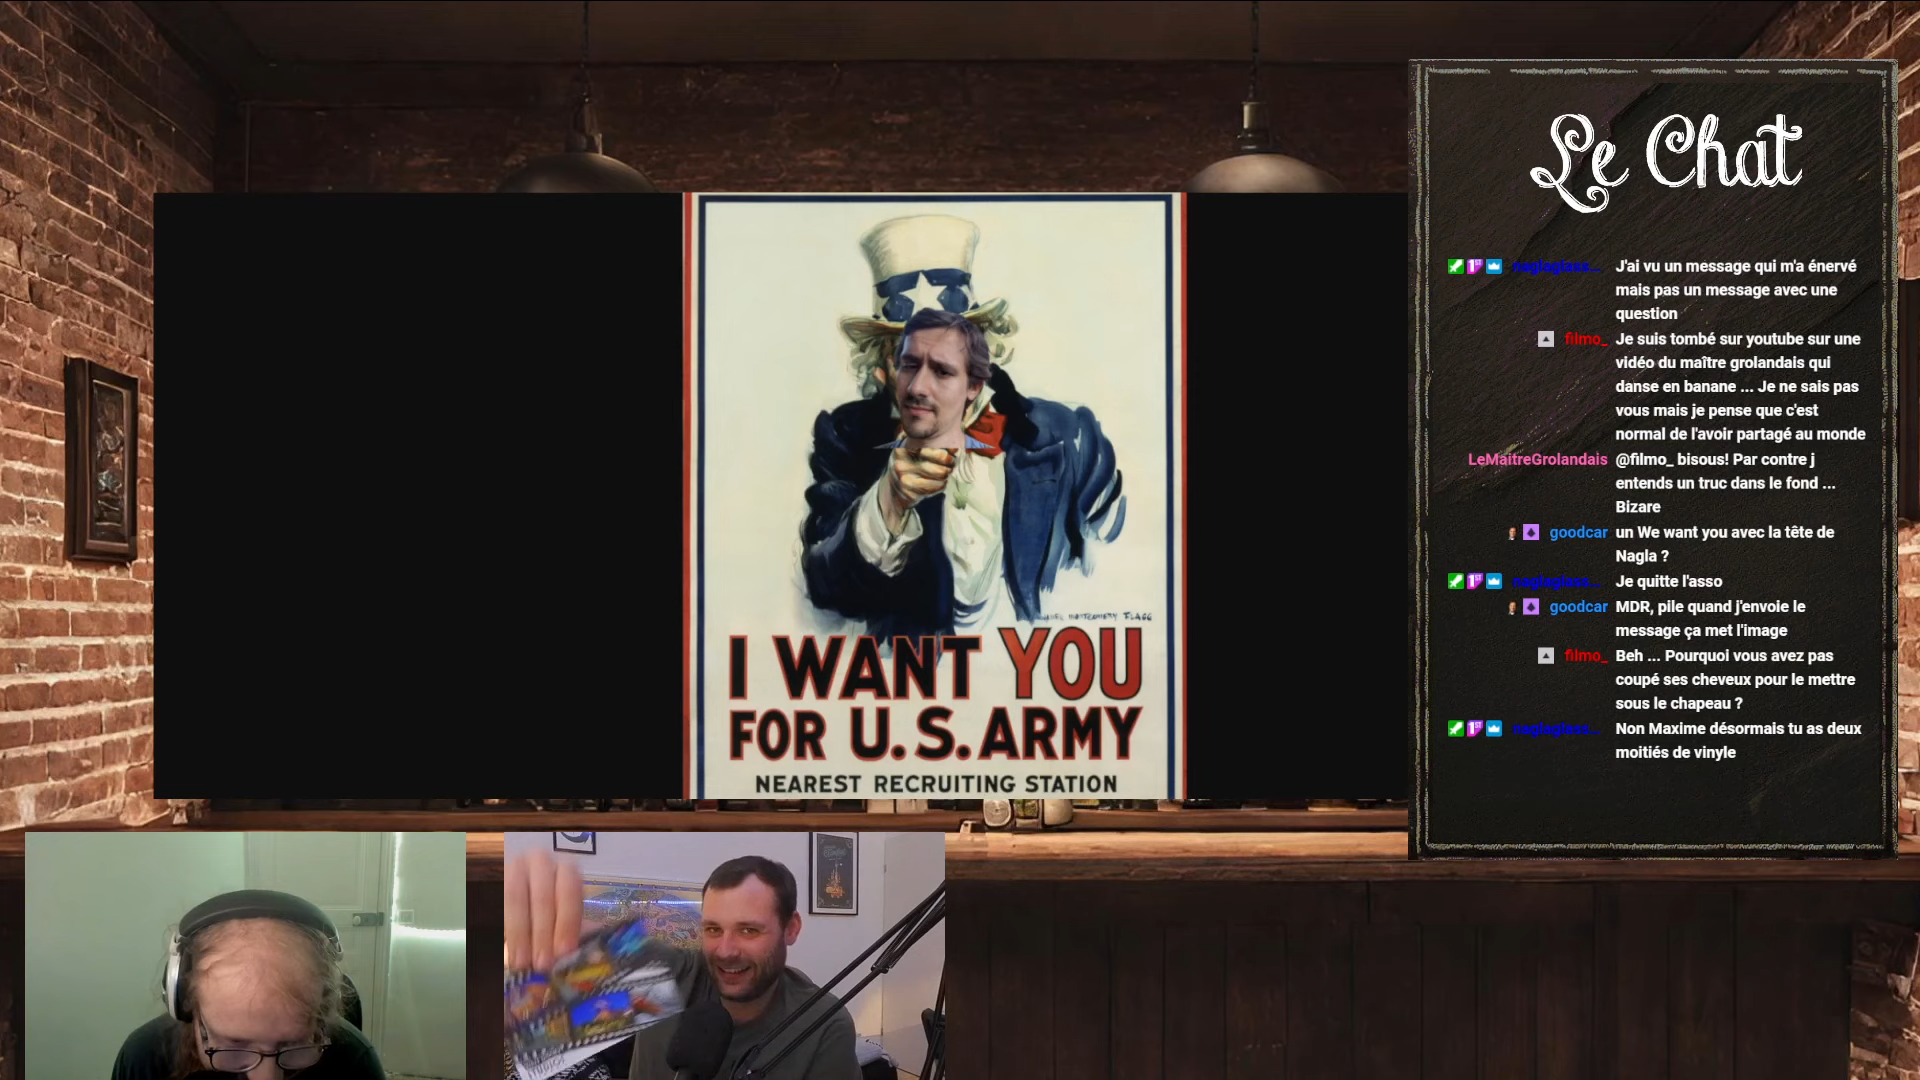 Le Chat
naglaglass... J'ai vu un message qui m'a énervé
mais pas un message avec une
question
filmo_ Je suis tombé sur youtube sur une
vidéo du maître grolandais qui
danse en banane ... Je ne sais pas
vous mais je pense que c'est
normal de l'avoir partagé au monde
LeMaitreGrolandais @filmo_ bisous! Par contre j
entends un truc dans le fond ...
Bizare
goodcar un We want you avec la tête de
Nagla ?
naglaglass... Je quitte l'asso
goodcar MDR, pile quand j'envoie le
message ça met l'image
filmo_ Beh ... Pourquoi vous avez pas
coupé ses cheveux pour le mettre
sous le chapeau ?
naglaglass... Non Maxime désormais tu as deux
moitiés de vinyle
MONTGOMERY FLAGG
I WANT YOU
FOR U.S. ARMY
NEAREST RECRUITING STATION